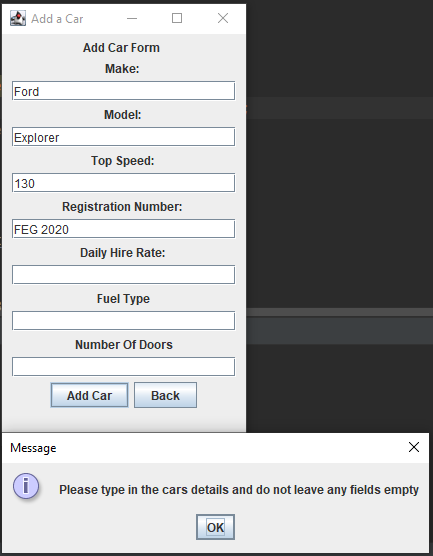 Add a Car
Add Car Form
Make:
Ford
Model:
Explorer
Top Speed:
130
Registration Number:
FEG 2020
Daily Hire Rate:
Fuel Type
Number Of Doors
Add Car Back
Message
Please type in the cars details and do not leave any fields empty
OK